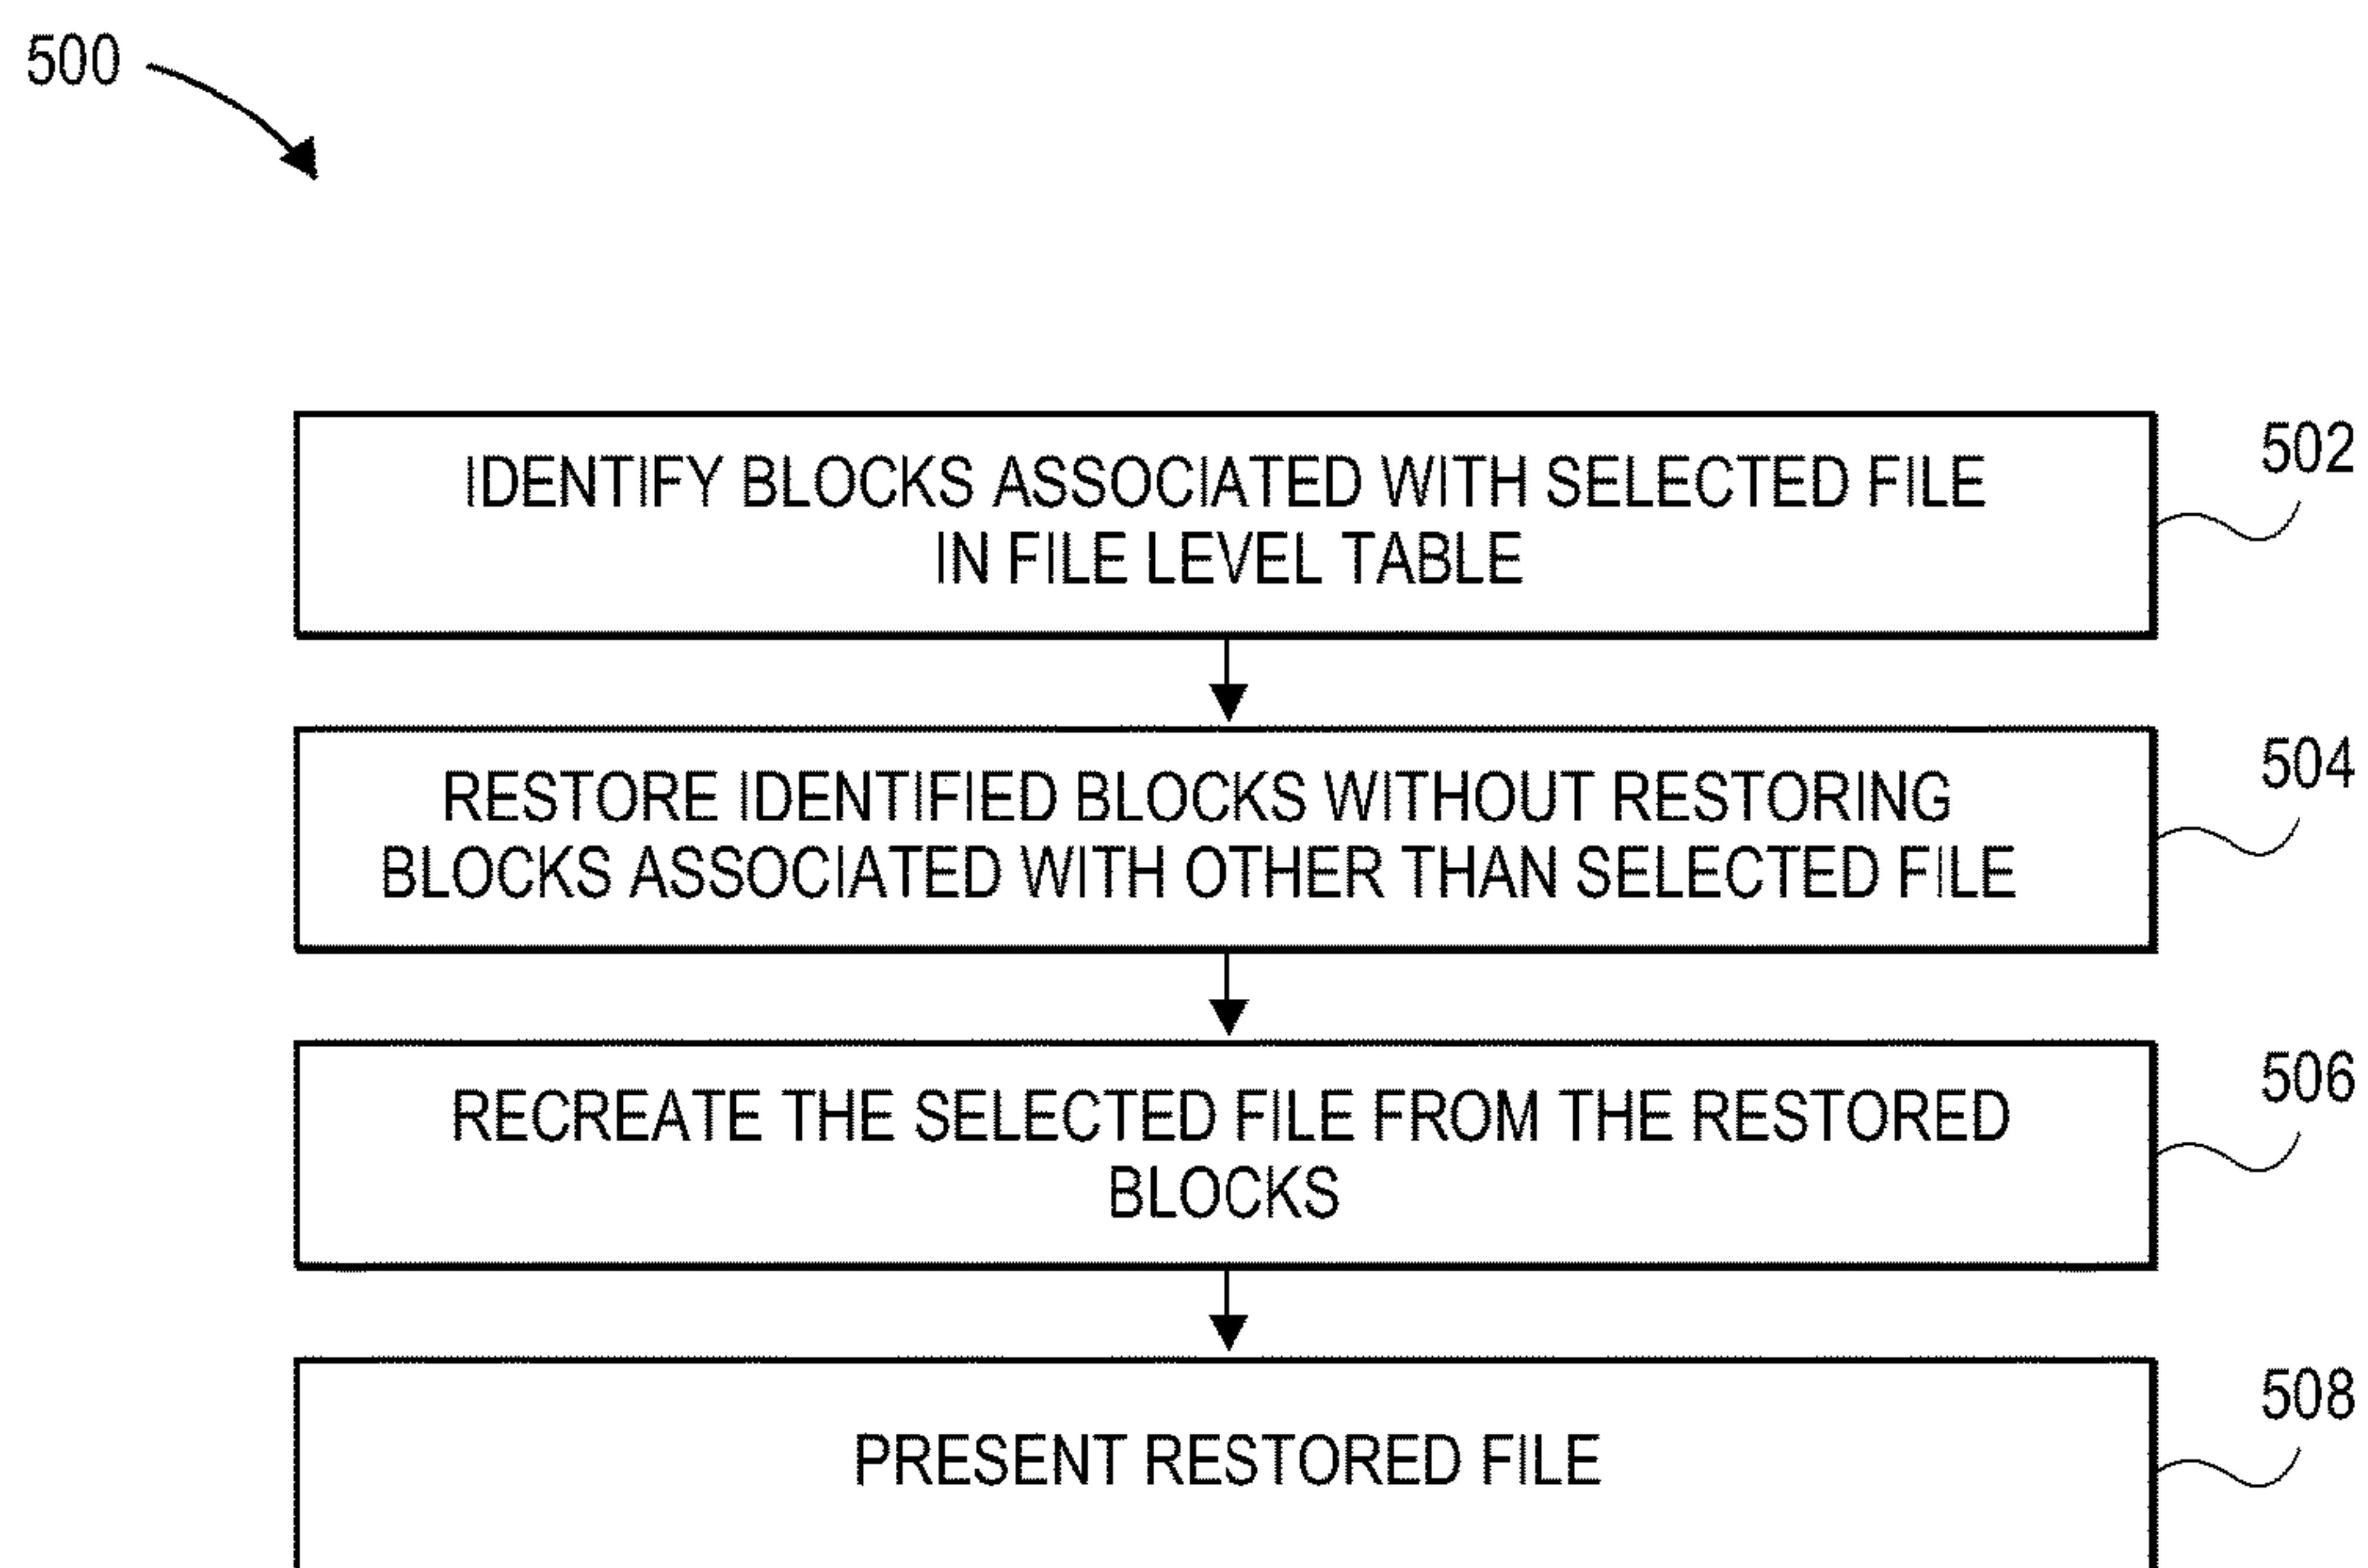 500
IDENTIFY BLOCKS ASSOCIATED WITH SELECTED FILE
IN FILE LEVEL TABLE
502
RESTORE IDENTIFIED BLOCKS WITHOUT RESTORING
BLOCKS ASSOCIATED WITH OTHER THAN SELECTED FILE
504
RECREATE THE SELECTED FILE FROM THE RESTORED
BLOCKS
506
PRESENT RESTORED FILE
508